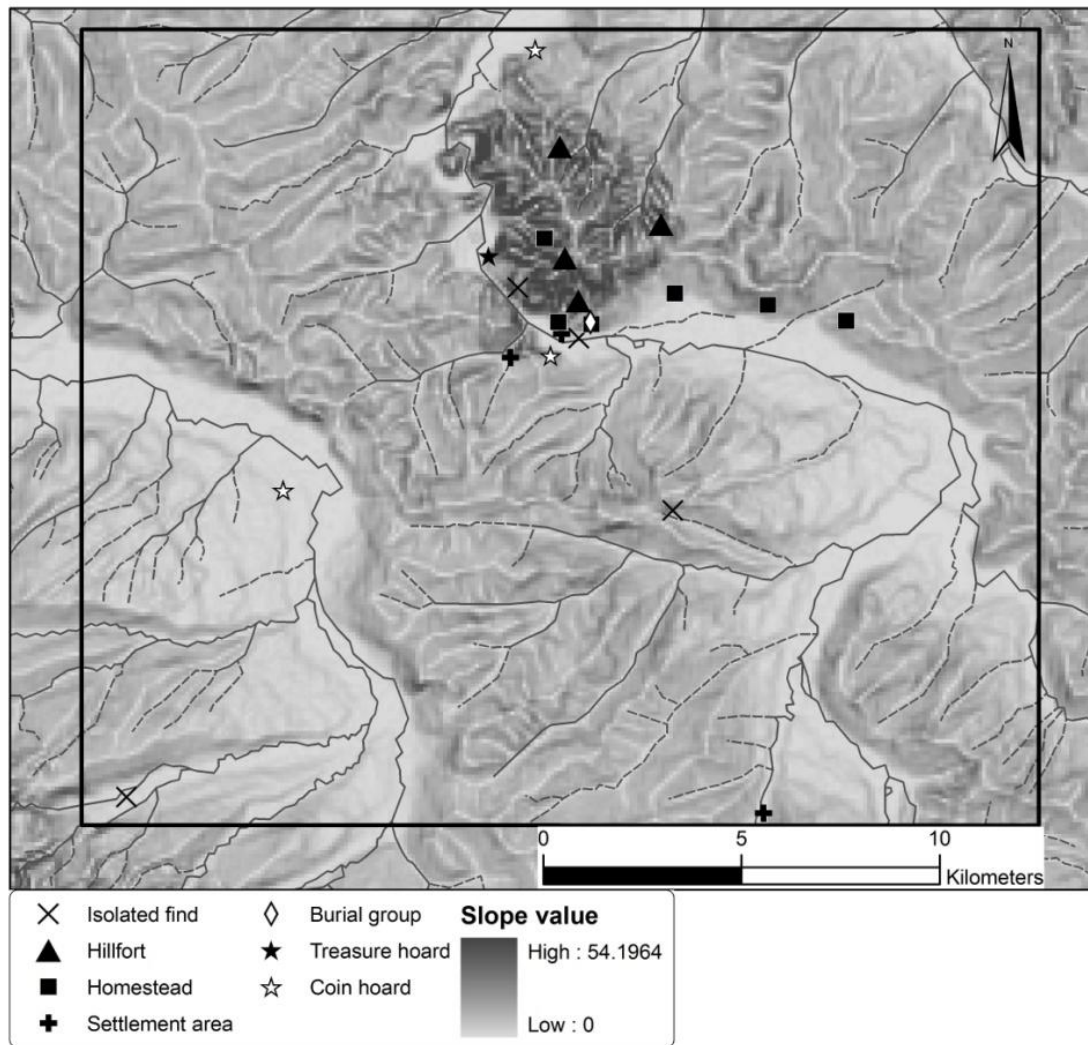 N
0 5 10
Kilometers
Isolated find
Hillfort
Homestead
Settlement area
Burial group
Treasure hoard
Coin hoard
Slope value
High : 54.1964
Low : 0